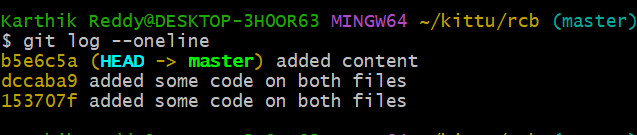 Karthik Reddy@DESKTOP-3HOOR63 MINGW64 ~/kittu/rcb (master)
$ git log --oneline
b5e6c5a (HEAD -> master) added content
dccaba9 added some code on both files
153707f added some code on both files